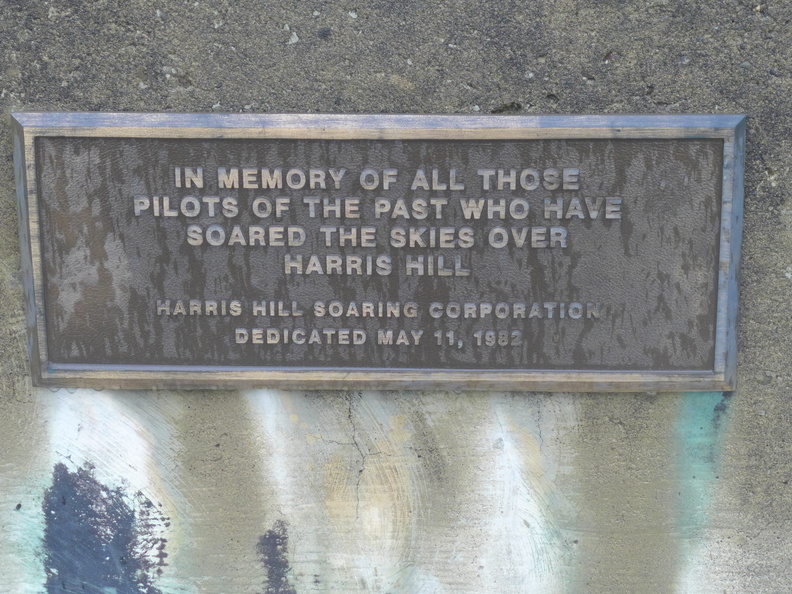 IN MEMORY OF ALL THOSE
PILOTS OF THE PAST WHO HAVE
SOARED THE SKIES OVER
HARRIS HILL
HARRIS HILL SOARING CORPORATION
DEDICATED MAY 11, 1982